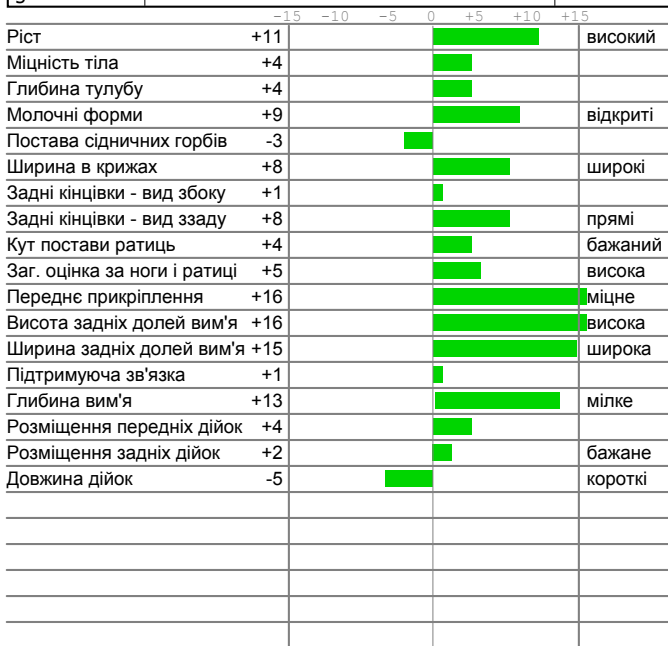 -15 -10 -5 0 +5 +10 +15
Ріст +11 високий
Міцність тіла +4
Глибина тулубу +4
Молочні форми +9 відкриті
Постава сідничних горбів -3
Ширина в крижах +8 широкі
Задні кінцівки - вид збоку +1
Задні кінцівки - вид ззаду +8 прямі
Кут постави ратиць +4 бажаний
Заг. оцінка за ноги і ратиці +5 висока
Переднє прикріплення +16 міцне
Висота задніх долей вим'я +16 висока
Ширина задніх долей вим'я +15 широка
Підтримуюча зв'язка +1
Глибина вим'я +13 мілке
Розміщення передніх дійок +4
Розміщення задніх дійок +2 бажане
Довжина дійок -5 короткі